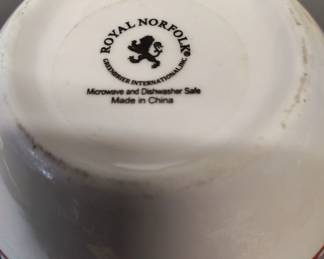 ROYAL NORFOLK®
GREENBRIER INTERNATIONAL, INC
Microwave and Dishwasher Safe
Made in China